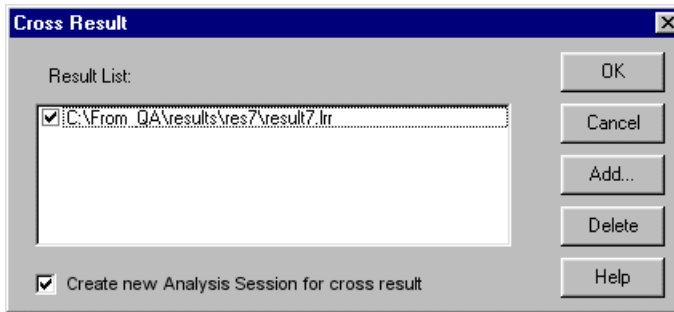 Cross Result
Result List:
OK
C:\From_QA\results\res7\result7.lrr
Cancel
Add...
Delete
Create new Analysis Session for cross result
Help